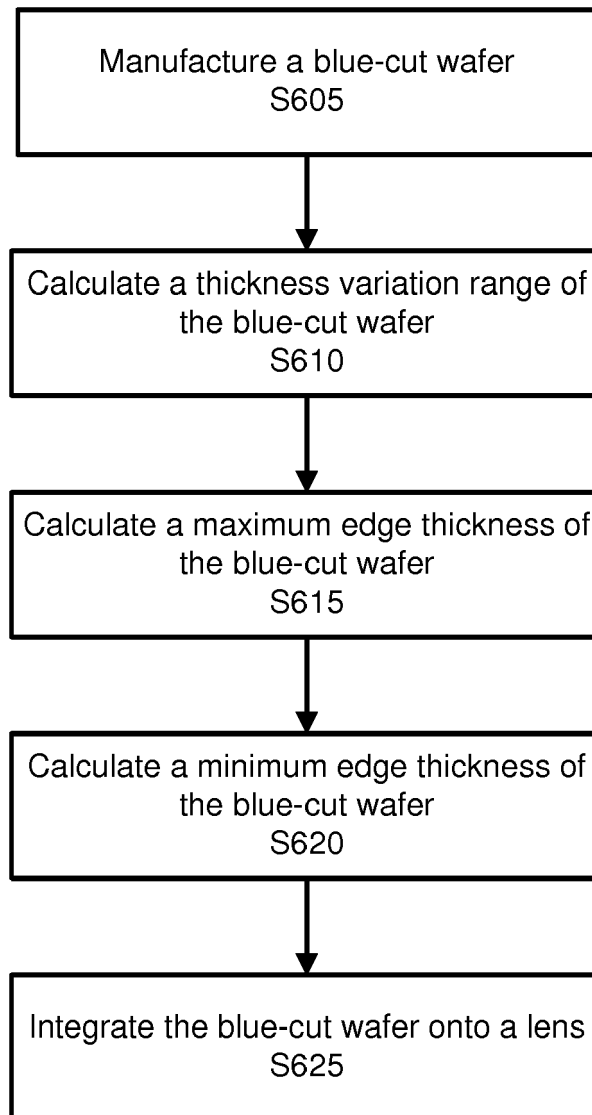 Manufacture a blue-cut wafer
S605
Calculate a thickness variation range of
the blue-cut wafer
S610
Calculate a maximum edge thickness of
the blue-cut wafer
S615
Calculate a minimum edge thickness of
the blue-cut wafer
S620
Integrate the blue-cut wafer onto a lens
S625